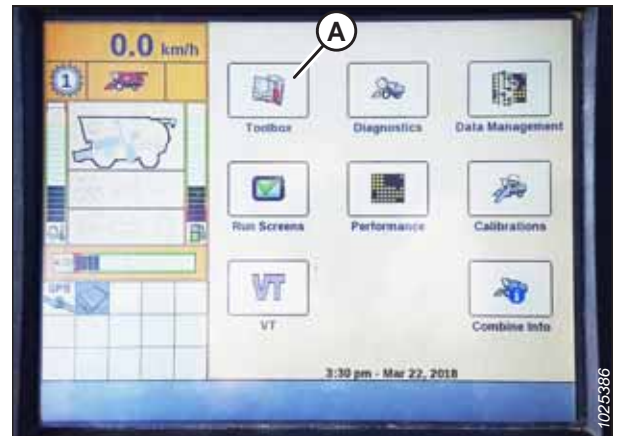 A
0.0 km/h
1
Toolbox
Diagnostics
Data Management
Run Screens
Performance
Calibrations
GPS
VT
VT
Combine Info
3:30 pm - Mar 22, 2018
1025386